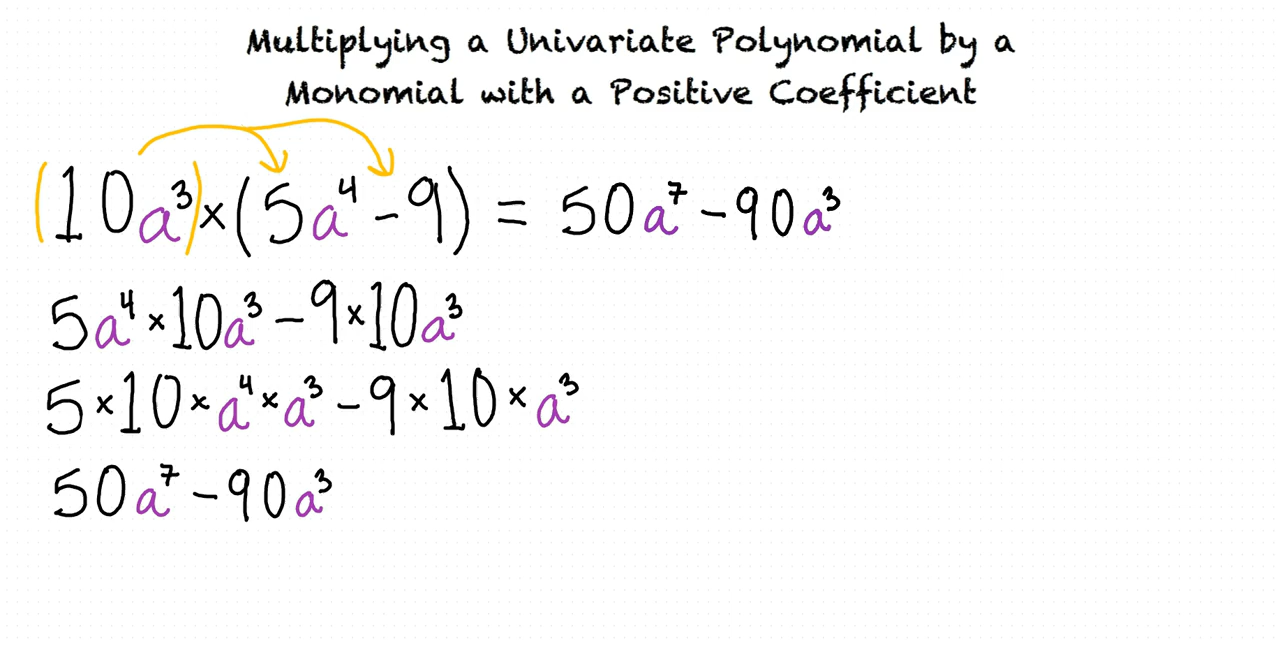 Multiplying a Univariate Polynomial by a
Monomial with a Positive Coefficient
(10a³)×(5a⁴-9) = 50a⁷-90a³
5a⁴×10a³-9×10a³
5×10×a⁴×a³-9×10×a³
50a⁷-90a³